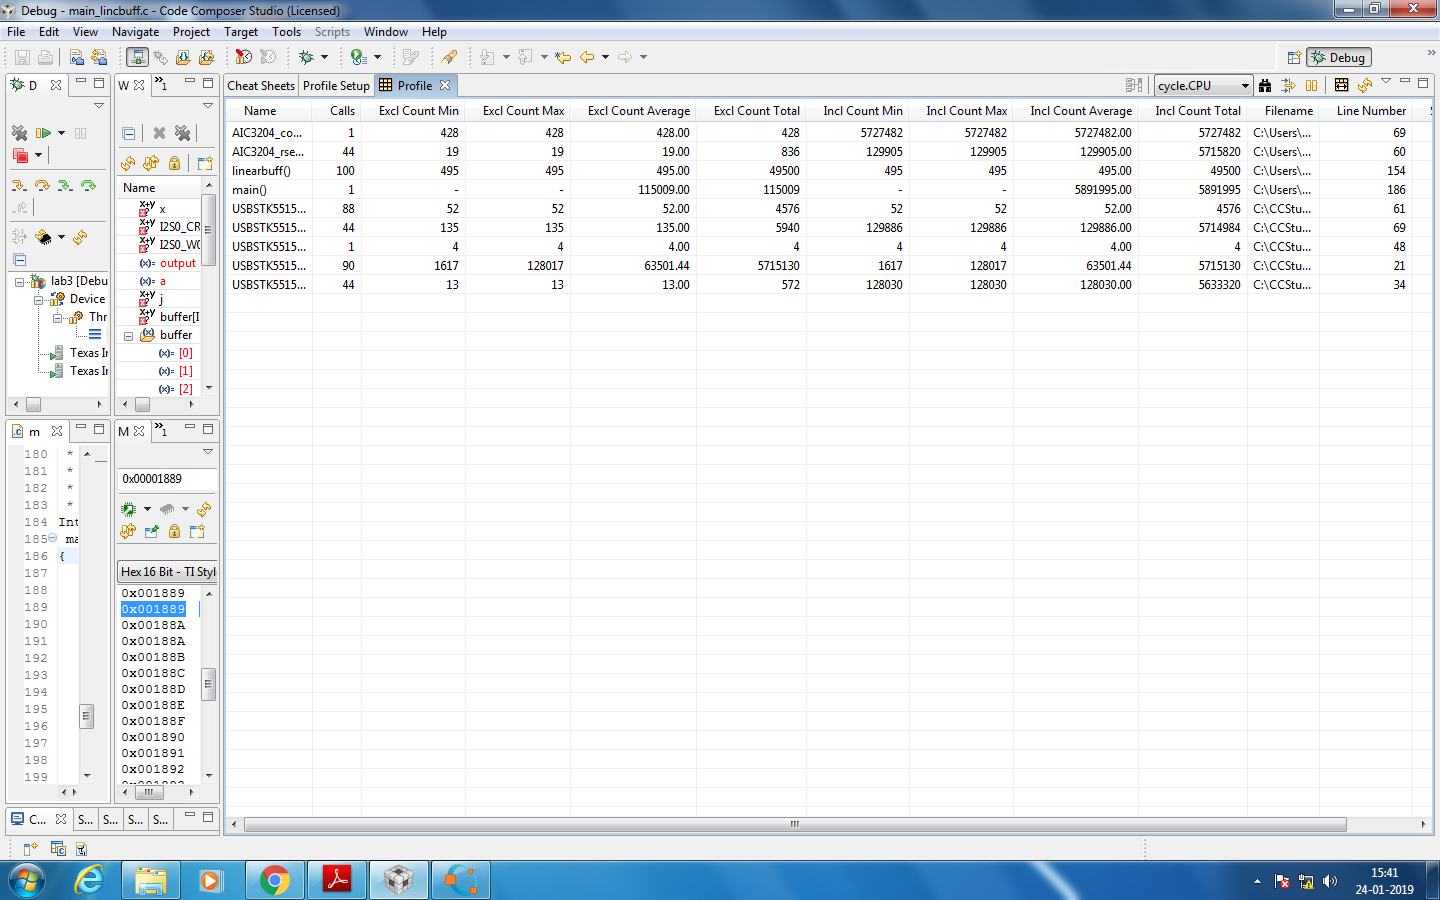 Debug - main_lincbuff.c - Code Composer Studio (Licensed)
File Edit View Navigate Project Target Tools Scripts Window Help
Debug
D
W
1
Cheat Sheets Profile Setup Profile
cycle.CPU
Name Calls Excl Count Min Excl Count Max Excl Count Average Excl Count Total Incl Count Min Incl Count Max Incl Count Average Incl Count Total Filename Line Number
AIC3204_co... 1 428 428 428.00 428 5727482 5727482 5727482.00 5727482 C:\Users\... 69
AIC3204_rse... 44 19 19 19.00 836 129905 129905 129905.00 5715820 C:\Users\... 60
linearbuff() 100 495 495 495.00 49500 495 495 495.00 49500 C:\Users\... 154
main() 1 - - 115009.00 115009 - - 5891995.00 5891995 C:\Users\... 186
USBSTK5515... 88 52 52 52.00 4576 52 52 52.00 4576 C:\CCStu... 61
USBSTK5515... 44 135 135 135.00 5940 129886 129886 129886.00 5714984 C:\CCStu... 69
USBSTK5515... 1 4 4 4.00 4 4 4 4.00 4 C:\CCStu... 48
USBSTK5515... 90 1617 128017 63501.44 5715130 1617 128017 63501.44 5715130 C:\CCStu... 21
USBSTK5515... 44 13 13 13.00 572 128030 128030 128030.00 5633320 C:\CCStu... 34
Name
x
I2S0_CR
I2S0_W0
output
a
j
buffer[I
buffer
[0]
[1]
[2]
lab3 [Debu
Device
Thr
Texas Ir
Texas Ir
m
180 *
181 *
182 *
183 *
184 Int
185 ma
186 {
187
188
189
190
191
192
193
194
195
196
197
198
199
M
1
0x00001889
Hex 16 Bit - TI Styl
0x001889
0x001889
0x00188A
0x00188A
0x00188B
0x00188C
0x00188D
0x00188E
0x00188F
0x001890
0x001891
0x001892
C... S... S... S... S...
15:41
24-01-2019